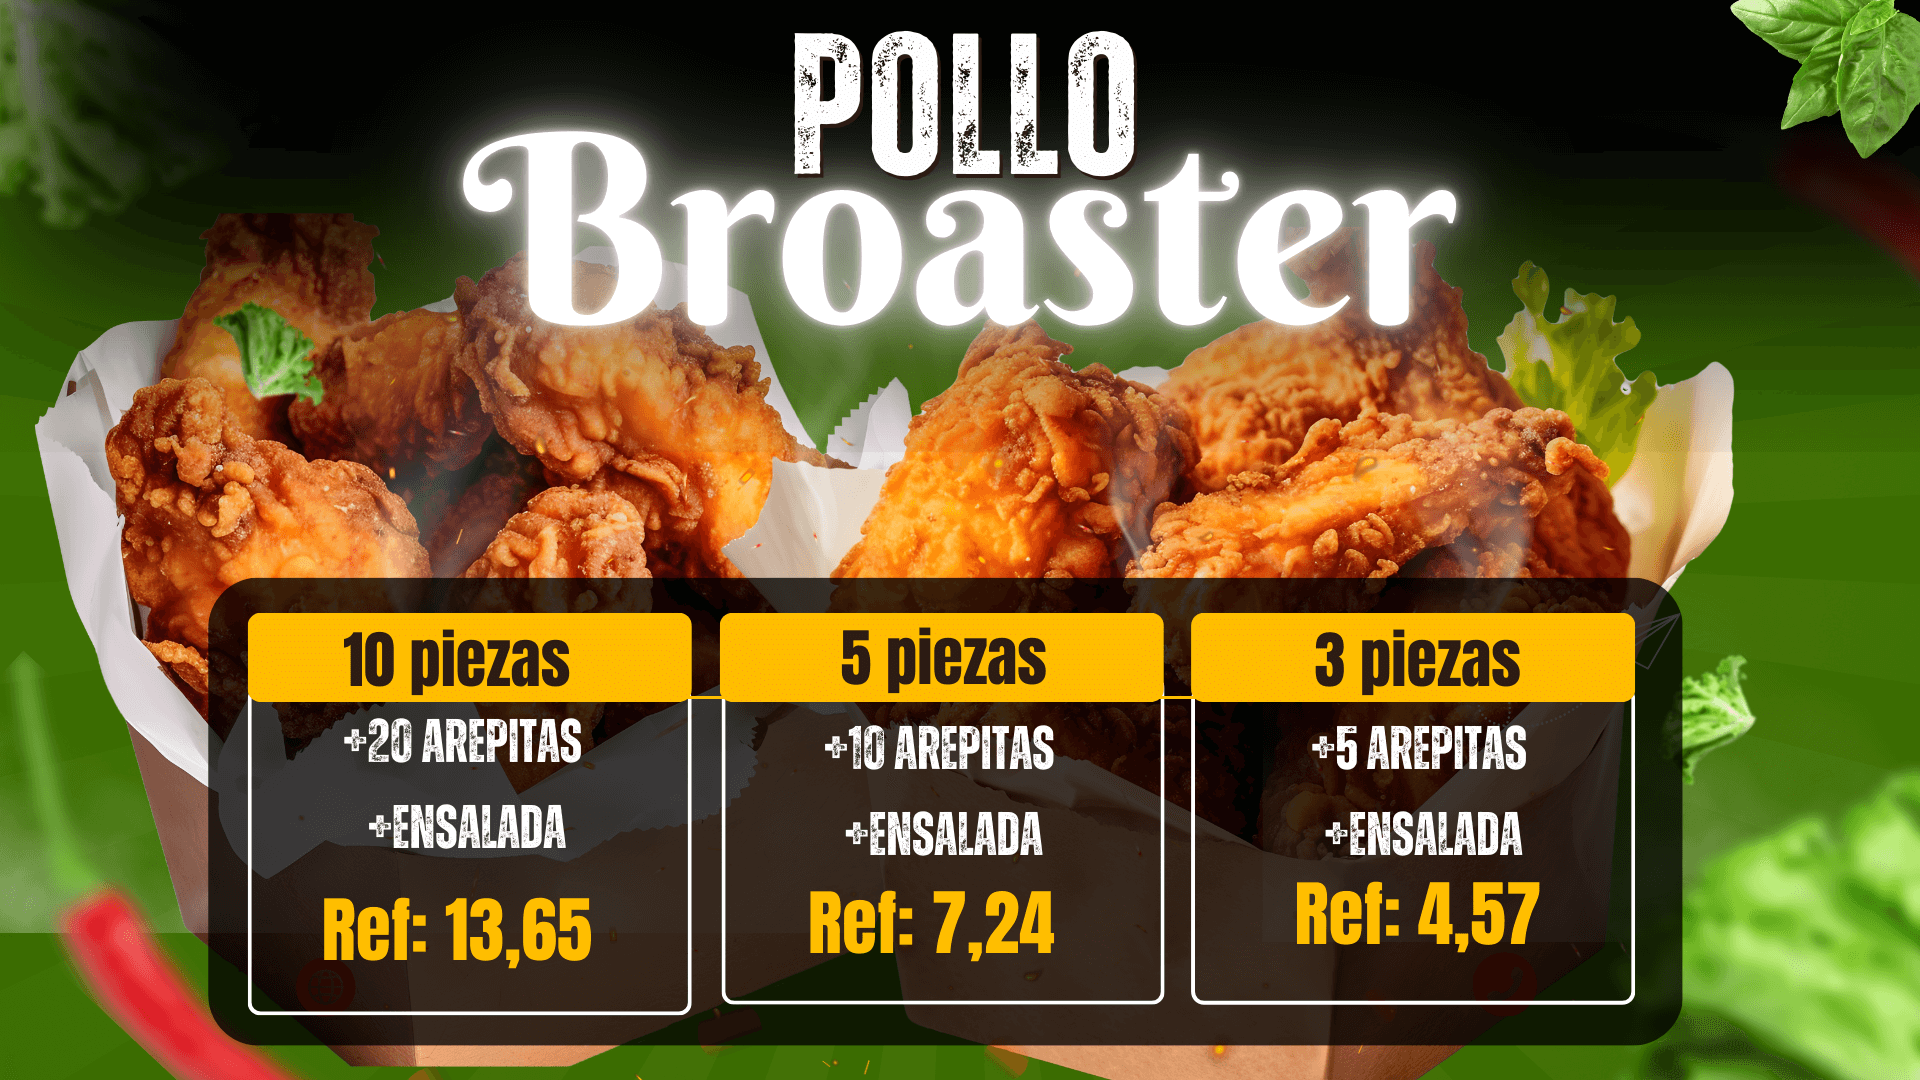 POLLO
Broaster
10 piezas
+20 AREPITAS
+ENSALADA
Ref: 13,65
5 piezas
+10 AREPITAS
+ENSALADA
Ref: 7,24
3 piezas
+5 AREPITAS
+ENSALADA
Ref: 4,57